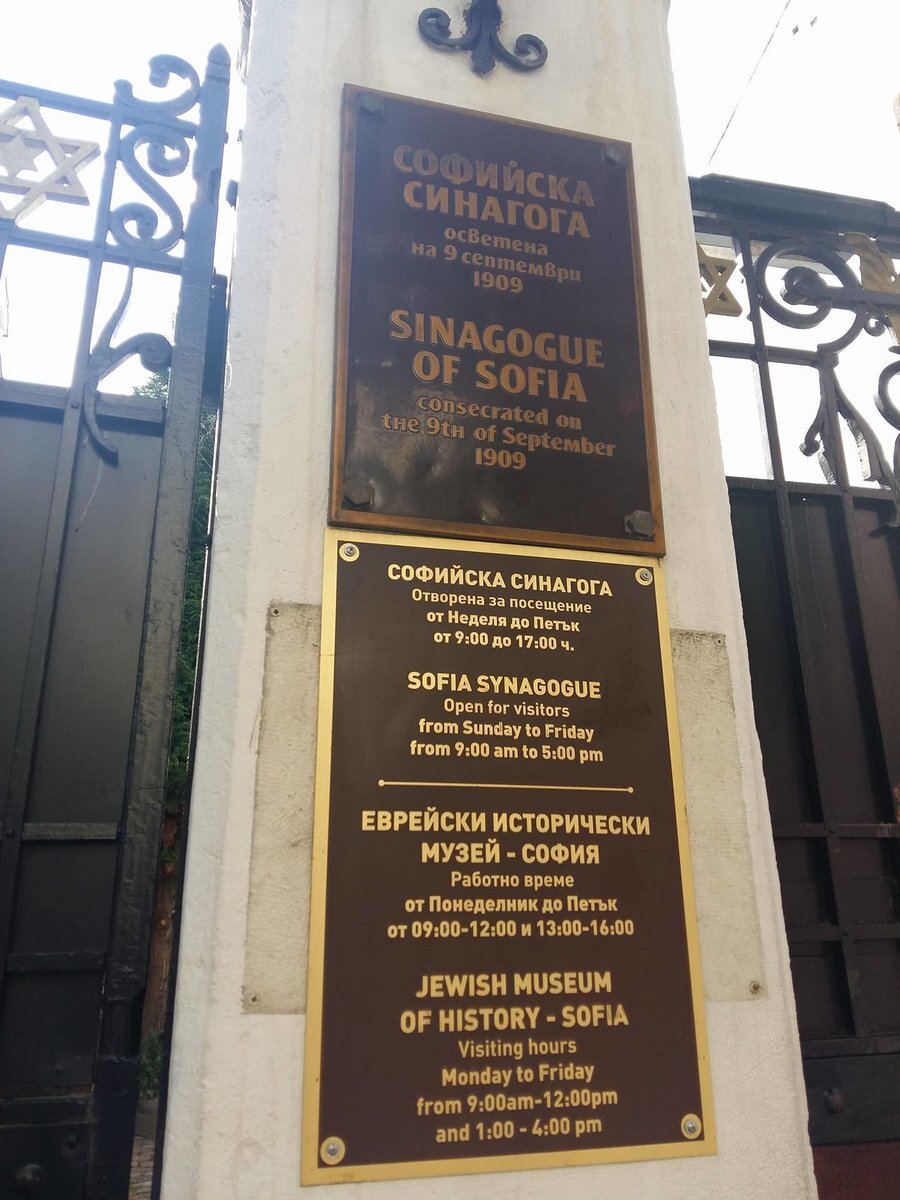 СОФИЙСКА
СИНАГОГА
осветена
на 9 септември
1909
SINAGOGUE
OF SOFIA
consecrated on
the 9th of September
1909
СОФИЙСКА СИНАГОГА
Отворена за посещение
от Неделя до Петък
от 9:00 до 17:00 ч.
SOFIA SYNAGOGUE
Open for visitors
from Sunday to Friday
from 9:00 am to 5:00 pm
ЕВРЕЙСКИ ИСТОРИЧЕСКИ
МУЗЕЙ - СОФИЯ
Работно време
от Понеделник до Петък
от 09:00-12:00 и 13:00-16:00
JEWISH MUSEUM
OF HISTORY - SOFIA
Visiting hours
Monday to Friday
from 9:00am-12:00pm
and 1:00 - 4:00 pm